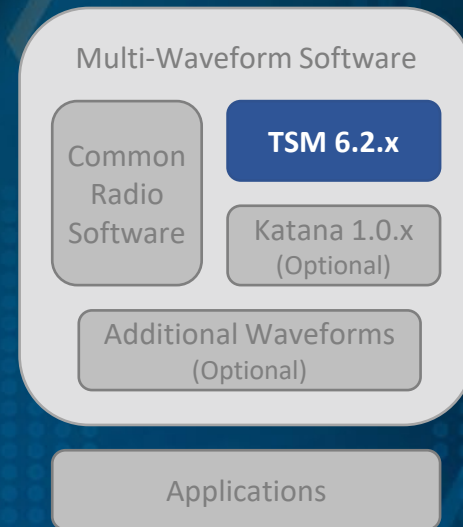 Multi-Waveform Software
Common
Radio
Software
TSM 6.2.x
Katana 1.0.x
(Optional)
Additional Waveforms
(Optional)
Applications